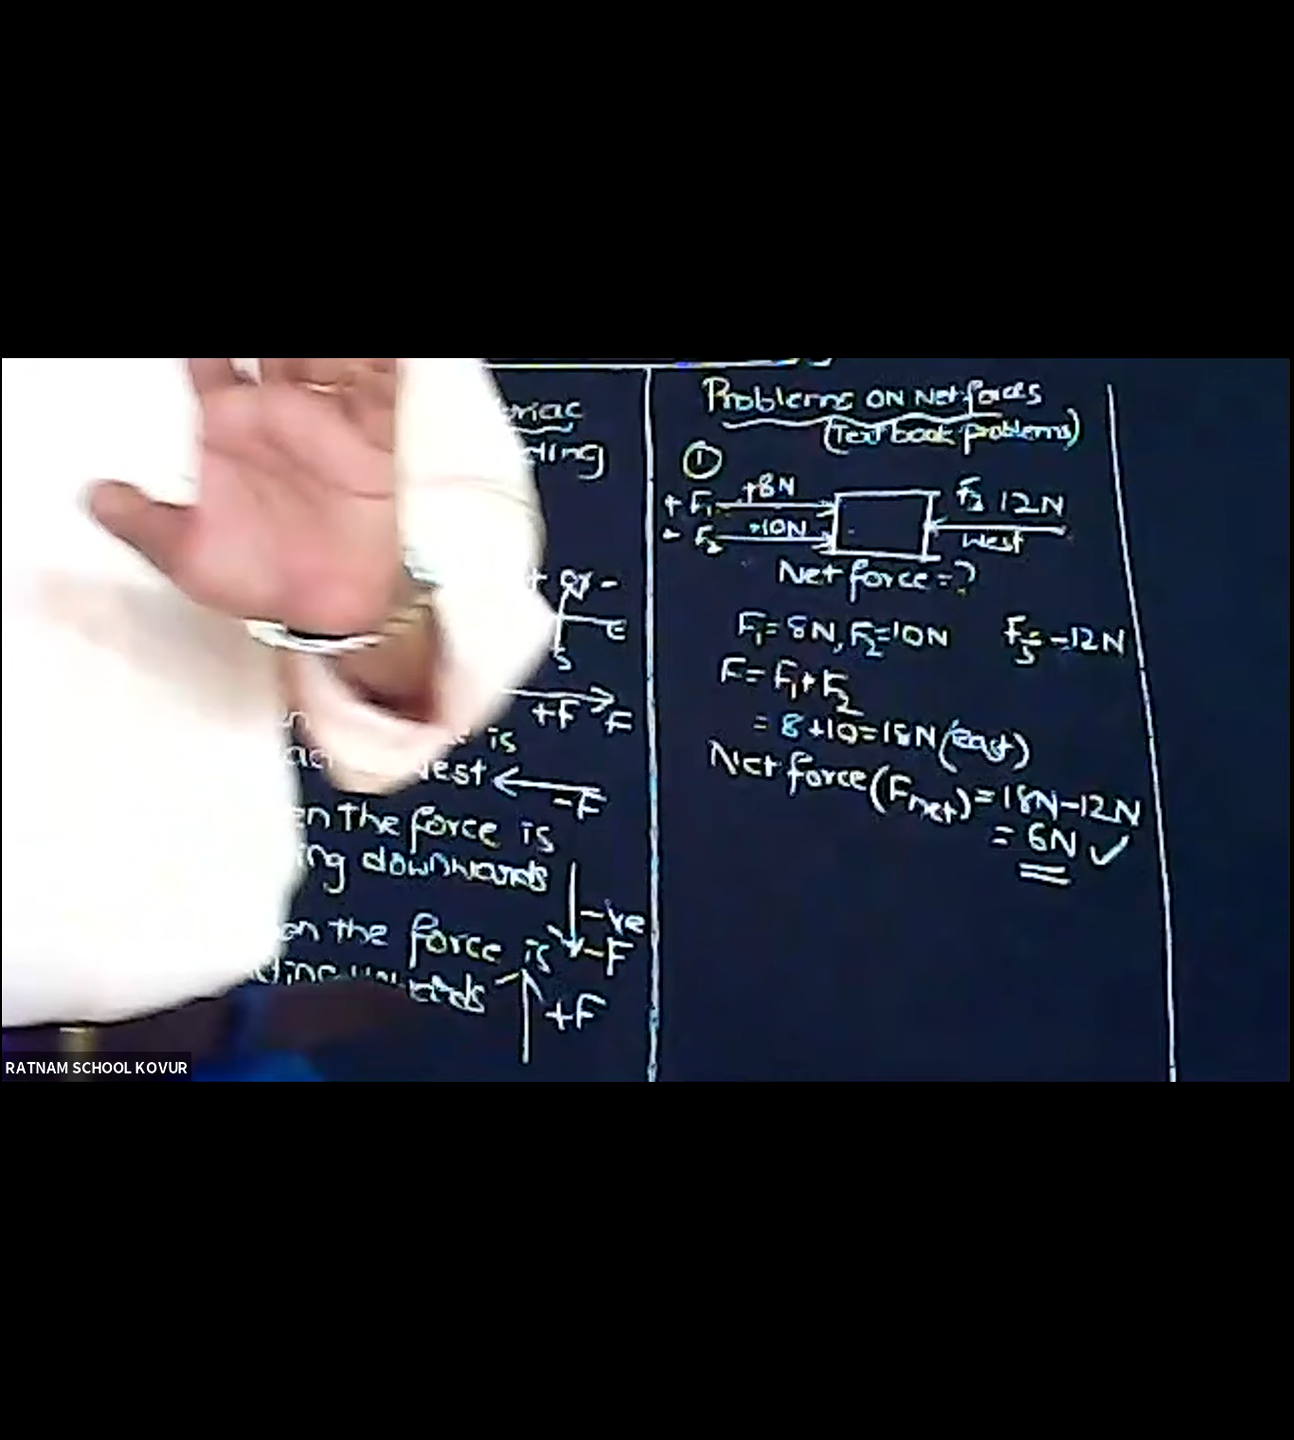 ding
+ or -
E
S
+F F
is
est
-F
en the force is
ing downwards
-ve
-F
en the force is
+F
Problems ON Net forces
(Text book problems)
1
+ F1 +8N
F2 +10N
F3 12N
West
Net force = ?
F1 = 8N, F2 = 10N F3 = -12N
F = F1 + F2
= 8 + 10 = 18N (east)
Net force (Fnet) = 18N - 12N
= 6N ✓
RATNAM SCHOOL KOVUR